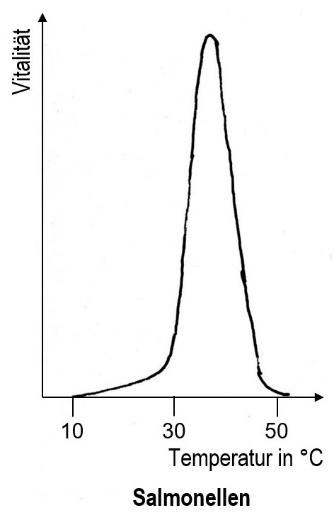 Vitalität
10 30 50
Temperatur in °C
Salmonellen